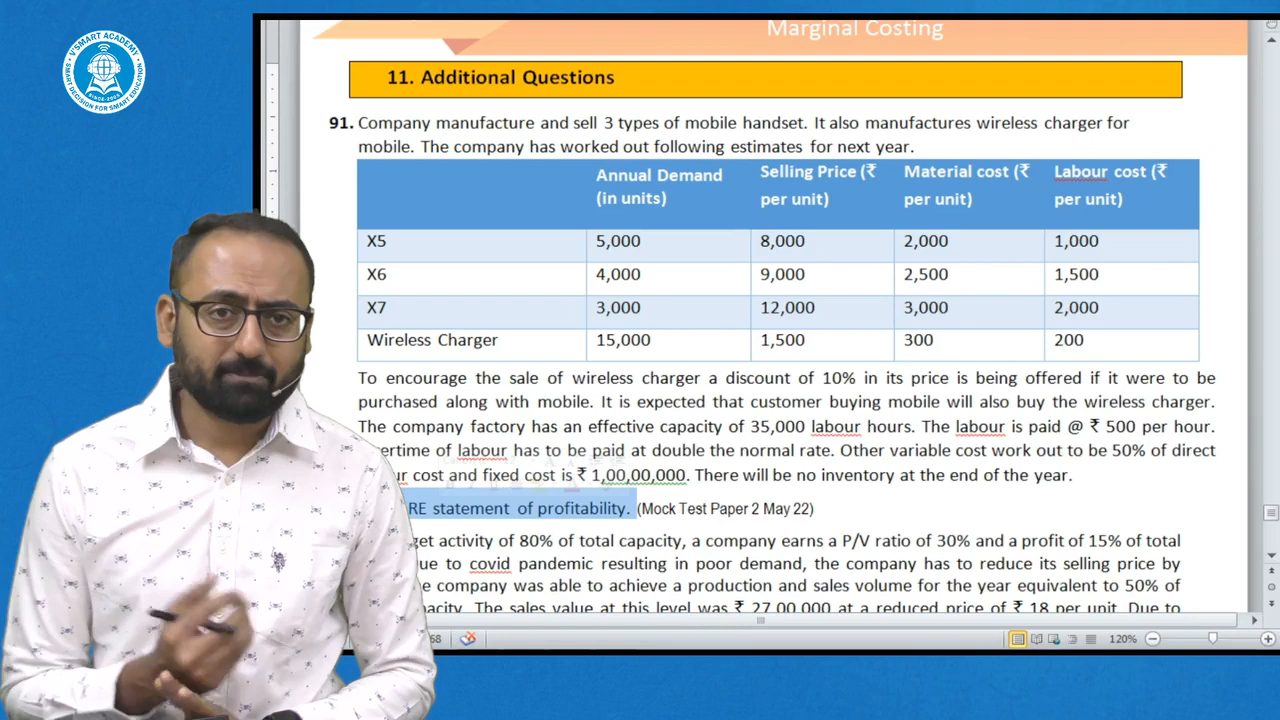 V'SMART ACADEMY
SINCE-2005
SMART DECISION FOR SMART EDUCATION
Marginal Costing
11. Additional Questions
91. Company manufacture and sell 3 types of mobile handset. It also manufactures wireless charger for
mobile. The company has worked out following estimates for next year.
Annual Demand (in units) Selling Price (₹ per unit) Material cost (₹ per unit) Labour cost (₹ per unit)
X5 5,000 8,000 2,000 1,000
X6 4,000 9,000 2,500 1,500
X7 3,000 12,000 3,000 2,000
Wireless Charger 15,000 1,500 300 200
To encourage the sale of wireless charger a discount of 10% in its price is being offered if it were to be
purchased along with mobile. It is expected that customer buying mobile will also buy the wireless charger.
The company factory has an effective capacity of 35,000 labour hours. The labour is paid @ ₹ 500 per hour.
ertime of labour has to be paid at double the normal rate. Other variable cost work out to be 50% of direct
ur cost and fixed cost is ₹ 1,00,00,000. There will be no inventory at the end of the year.
RE statement of profitability. (Mock Test Paper 2 May 22)
get activity of 80% of total capacity, a company earns a P/V ratio of 30% and a profit of 15% of total
ue to covid pandemic resulting in poor demand, the company has to reduce its selling price by
e company was able to achieve a production and sales volume for the year equivalent to 50% of
acity. The sales value at this level was ₹ 27,00,000 at a reduced price of ₹ 18 per unit. Due to
68 120%